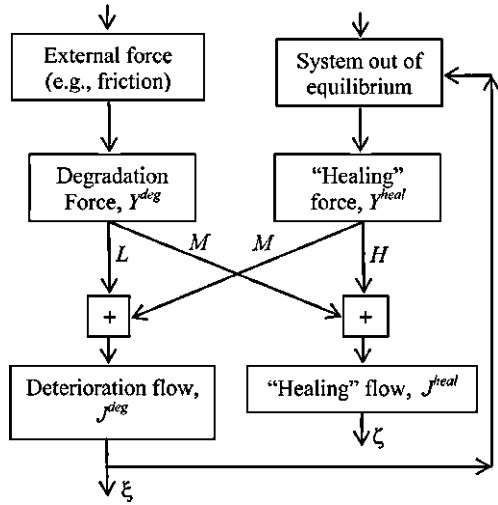 External force
(e.g., friction)
System out of
equilibrium
Degradation
Force, Y^deg
“Healing”
force, Y^heal
L
M
M
H
+
+
Deterioration flow,
J^deg
“Healing” flow, J^heal
ζ
ξ